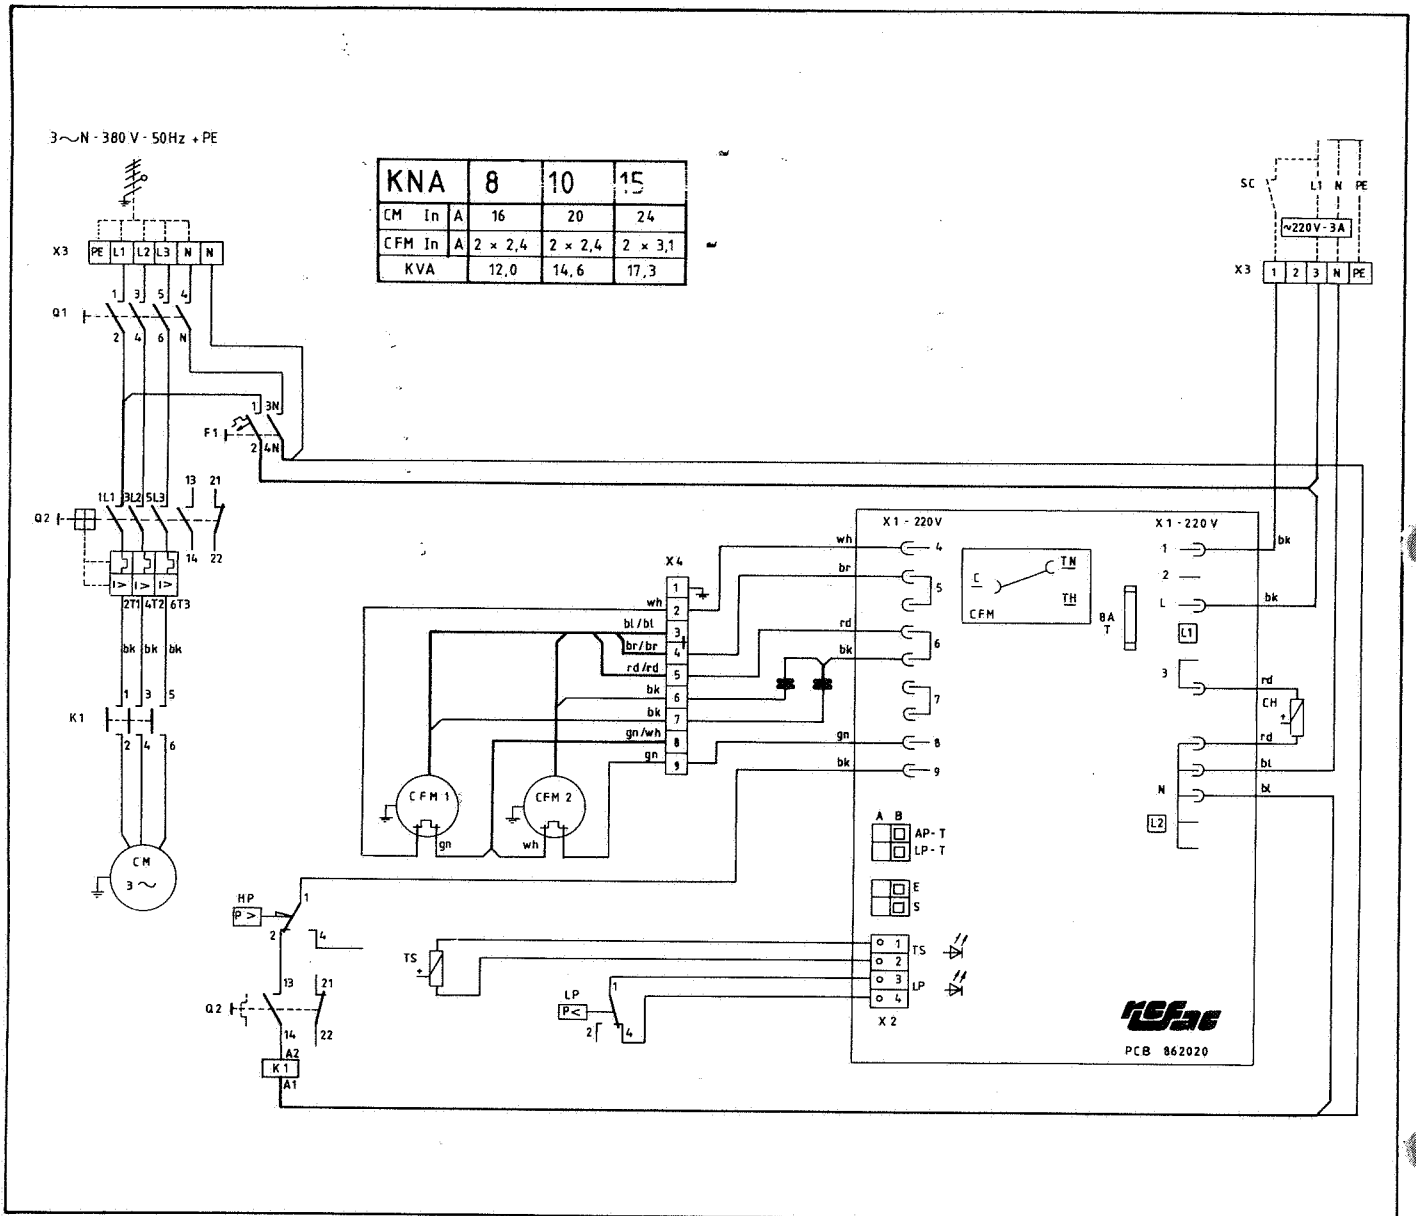 3~N - 380 V - 50Hz + PE
KNA 8 10 15
CM In A 16 20 24
CFM In A 2 × 2,4 2 × 2,4 2 × 3,1
KVA 12,0 14,6 17,3
SC L1 N PE
~220V - 3A
X3 1 2 3 N PE
X3 PE L1 L2 L3 N N
1 3 5 4
Q1
2 4 6 N
1 3N
F1
2 4N
13 21
1L1 3L2 5L3
Q2
14 22
I> I> I>
2T1 4T2 6T3
bk bk bk
1 3 5
K1
2 4 6
CM
3~
X4
1
wh 2
bl/bl 3
br/br 4
rd/rd 5
bk 6
bk 7
gn/wh 8
gn 9
CFM 1
CFM 2
gn
wh
X1 - 220V
wh 4
br 5
rd
bk 6
7
gn 8
bk 9
C TN
TH
CFM
8A
T
X1 - 220V
1 bk
2
L bk
L1
3
rd
CH
rd
bl
N bl
L2
A B
AP - T
LP - T
E
S
1 TS
2
3 LP
4
X2
HP
P >
1
2 4
13 21
Q2
14 22
A2
K1
A1
TS
LP
P <
1
2 4
refac
PCB 862020